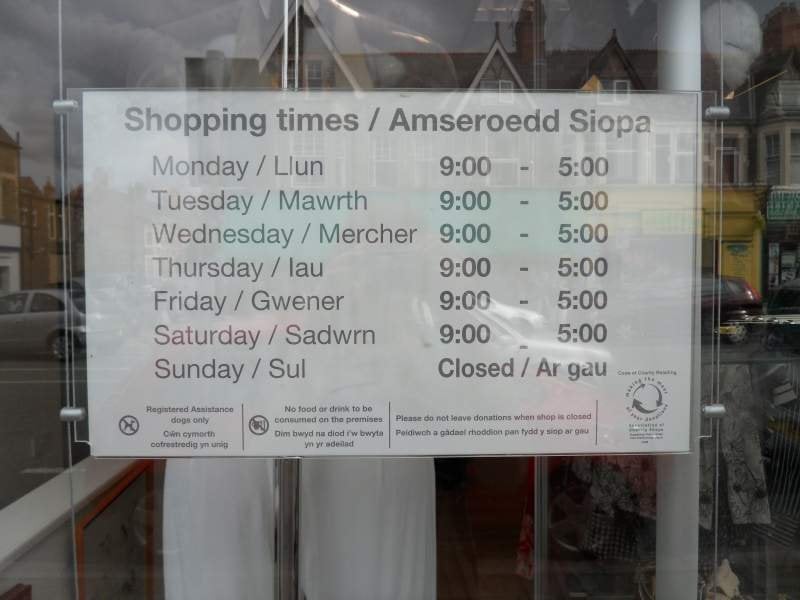 Shopping times / Amseroedd Siopa
Monday / Llun 9:00 - 5:00
Tuesday / Mawrth 9:00 - 5:00
Wednesday / Mercher 9:00 - 5:00
Thursday / Iau 9:00 - 5:00
Friday / Gwener 9:00 - 5:00
Saturday / Sadwrn 9:00 - 5:00
Sunday / Sul Closed / Ar gau
Registered Assistance
dogs only
Cŵn cymorth
cofrestredig yn unig
No food or drink to be
consumed on the premises
Dim bwyd na diod i'w bwyta
yn yr adeilad
Please do not leave donations when shop is closed
Peidiwch a gâdael rhoddion pan fydd y siop ar gau
Code of Charity Retailing
making the most
of your donations
Association of
Charity Shops